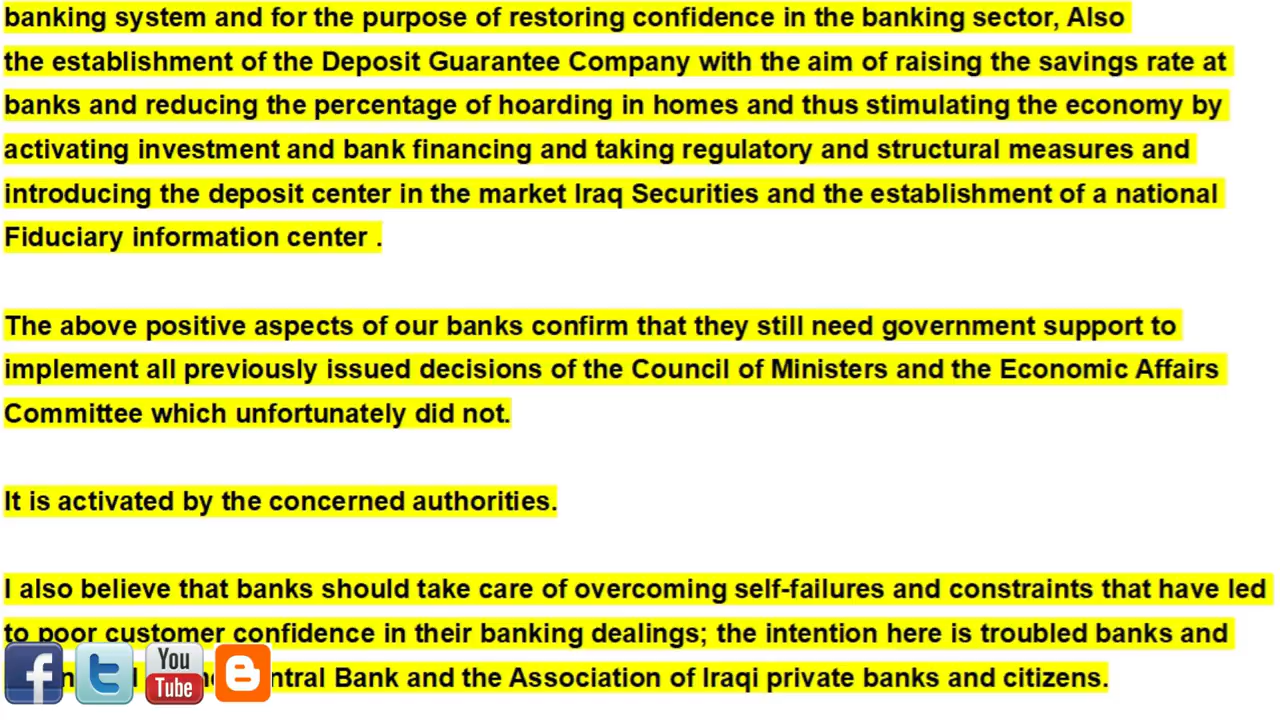 banking system and for the purpose of restoring confidence in the banking sector, Also
the establishment of the Deposit Guarantee Company with the aim of raising the savings rate at
banks and reducing the percentage of hoarding in homes and thus stimulating the economy by
activating investment and bank financing and taking regulatory and structural measures and
introducing the deposit center in the market Iraq Securities and the establishment of a national
Fiduciary information center .
The above positive aspects of our banks confirm that they still need government support to
implement all previously issued decisions of the Council of Ministers and the Economic Affairs
Committee which unfortunately did not.
It is activated by the concerned authorities.
I also believe that banks should take care of overcoming self-failures and constraints that have led
to poor customer confidence in their banking dealings; the intention here is troubled banks and
Bank and the Association of Iraqi private banks and citizens.
You
Tube